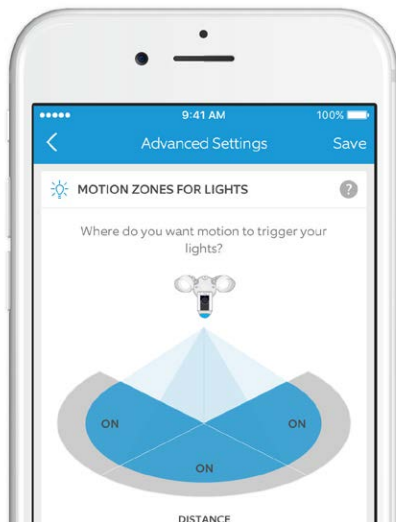 9:41 AM
100%
Advanced Settings
Save
MOTION ZONES FOR LIGHTS
?
Where do you want motion to trigger your
lights?
ON
ON
ON
DISTANCE